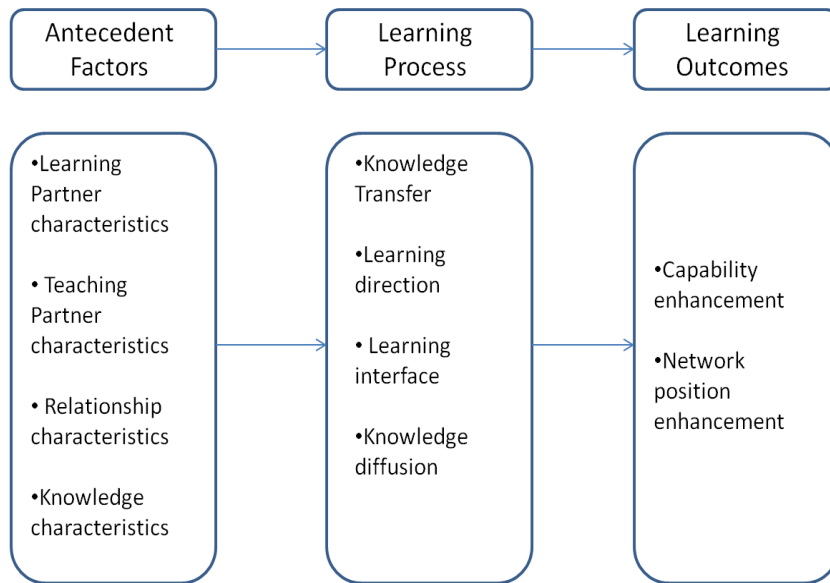 Antecedent
Factors
Learning
Process
Learning
Outcomes
•Learning
Partner
characteristics
• Teaching
Partner
characteristics
• Relationship
characteristics
•Knowledge
characteristics
•Knowledge
Transfer
•Learning
direction
• Learning
interface
•Knowledge
diffusion
•Capability
enhancement
•Network
position
enhancement